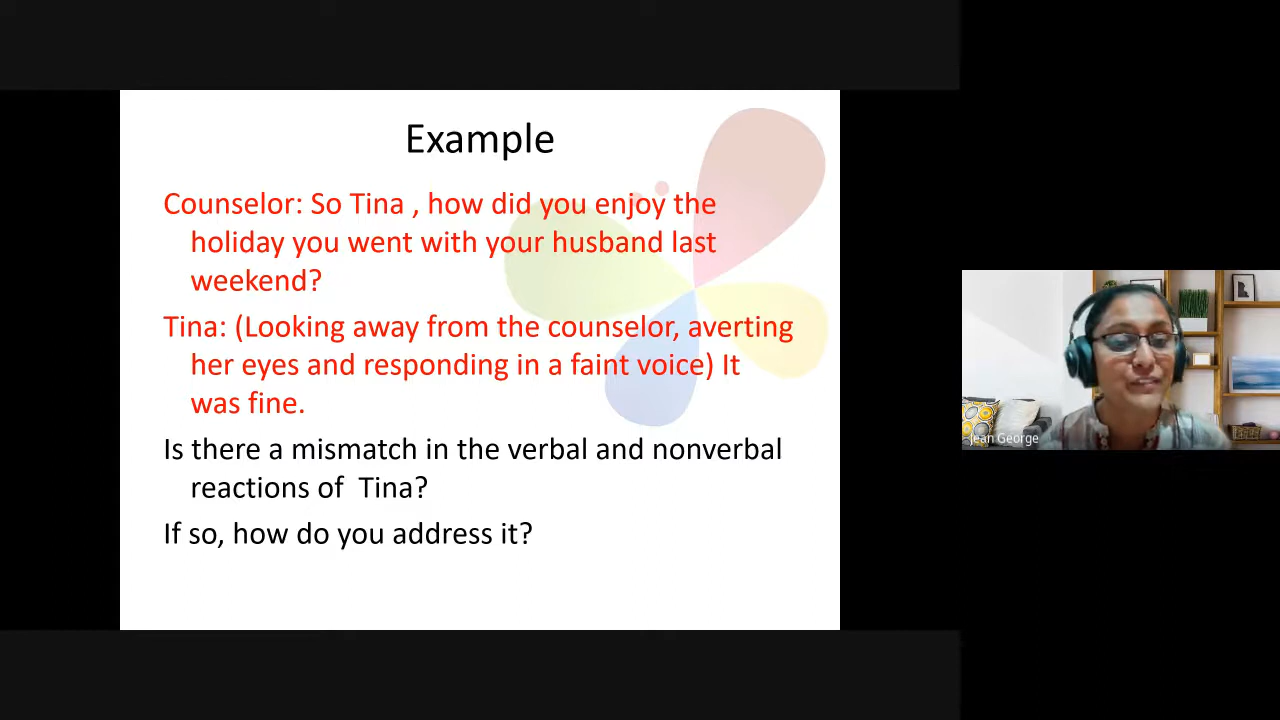 Example
Counselor: So Tina , how did you enjoy the
holiday you went with your husband last
weekend?
Tina: (Looking away from the counselor, averting
her eyes and responding in a faint voice) It
was fine.
Is there a mismatch in the verbal and nonverbal
reactions of Tina?
If so, how do you address it?
Jean George